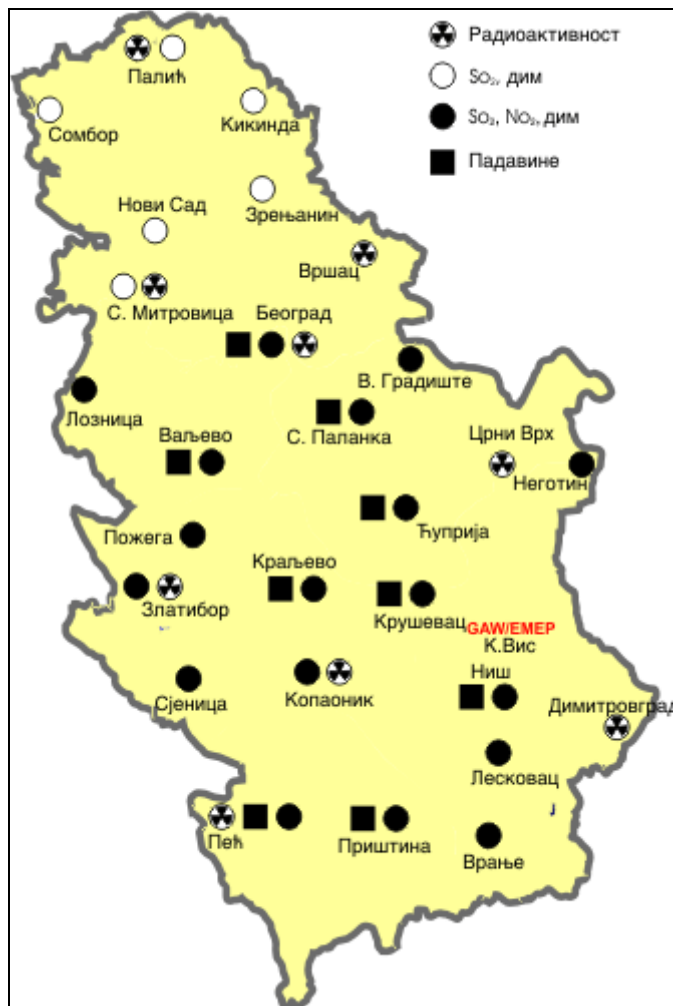 Радиоактивност
So₂, дим
So₂, No₂, дим
Падавине
Палић
Сомбор
Кикинда
Нови Сад
Зрењанин
Вршац
С. Митровица
Београд
В. Градиште
Лозница
С. Паланка
Ваљево
Црни Врх
Неготин
Пожега
Ћуприја
Краљево
Златибор
Крушевац
GAW/EMEP
К.Вис
Ниш
Сјеница
Копаоник
Димитровград
Лесковац
Пећ
Приштина
Врање